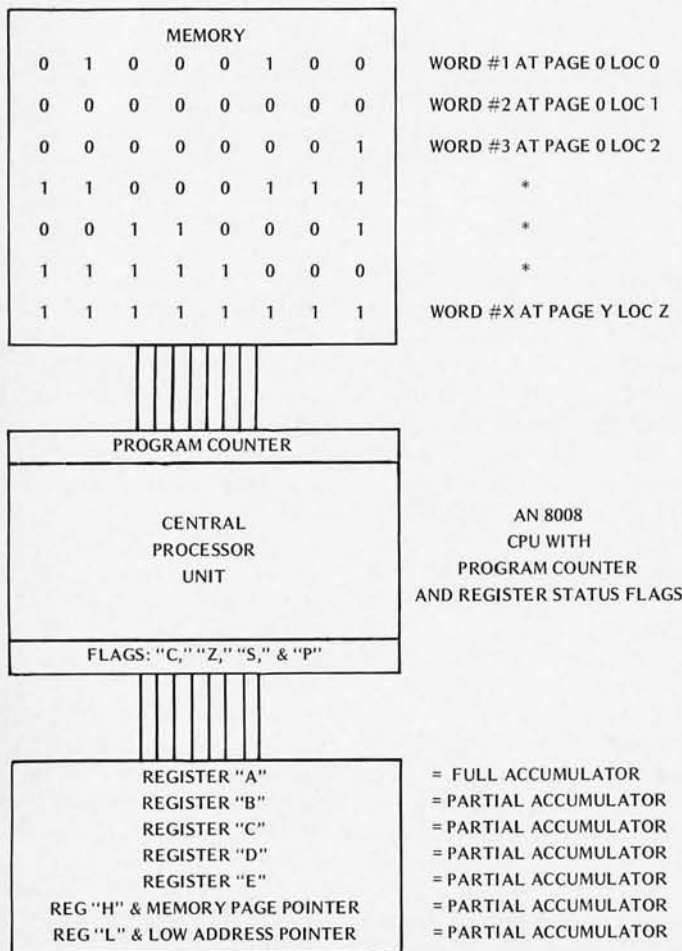 MEMORY
0 1 0 0 0 1 0 0 WORD #1 AT PAGE 0 LOC 0
0 0 0 0 0 0 0 0 WORD #2 AT PAGE 0 LOC 1
0 0 0 0 0 0 0 1 WORD #3 AT PAGE 0 LOC 2
1 1 0 0 0 1 1 1 *
0 0 1 1 0 0 0 1 *
1 1 1 1 1 0 0 0 *
1 1 1 1 1 1 1 1 WORD #X AT PAGE Y LOC Z
PROGRAM COUNTER
CENTRAL
PROCESSOR
UNIT
AN 8008
CPU WITH
PROGRAM COUNTER
AND REGISTER STATUS FLAGS
FLAGS: "C," "Z," "S," & "P"
REGISTER "A" = FULL ACCUMULATOR
REGISTER "B" = PARTIAL ACCUMULATOR
REGISTER "C" = PARTIAL ACCUMULATOR
REGISTER "D" = PARTIAL ACCUMULATOR
REGISTER "E" = PARTIAL ACCUMULATOR
REG "H" & MEMORY PAGE POINTER = PARTIAL ACCUMULATOR
REG "L" & LOW ADDRESS POINTER = PARTIAL ACCUMULATOR